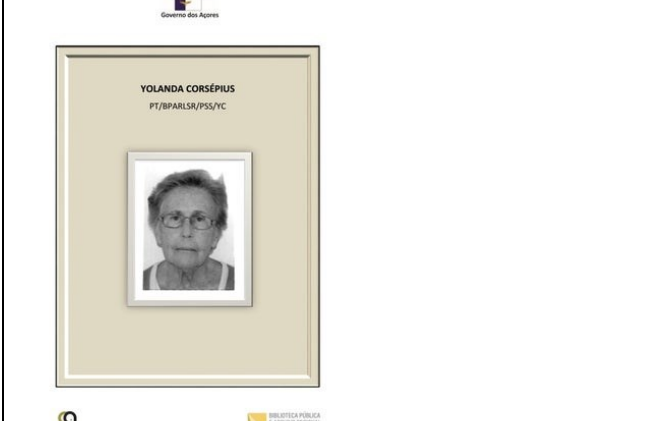 Governo dos Açores
YOLANDA CORSÉPIUS
PT/BPARLSR/PSS/YC
BIBLIOTECA PÚBLICA